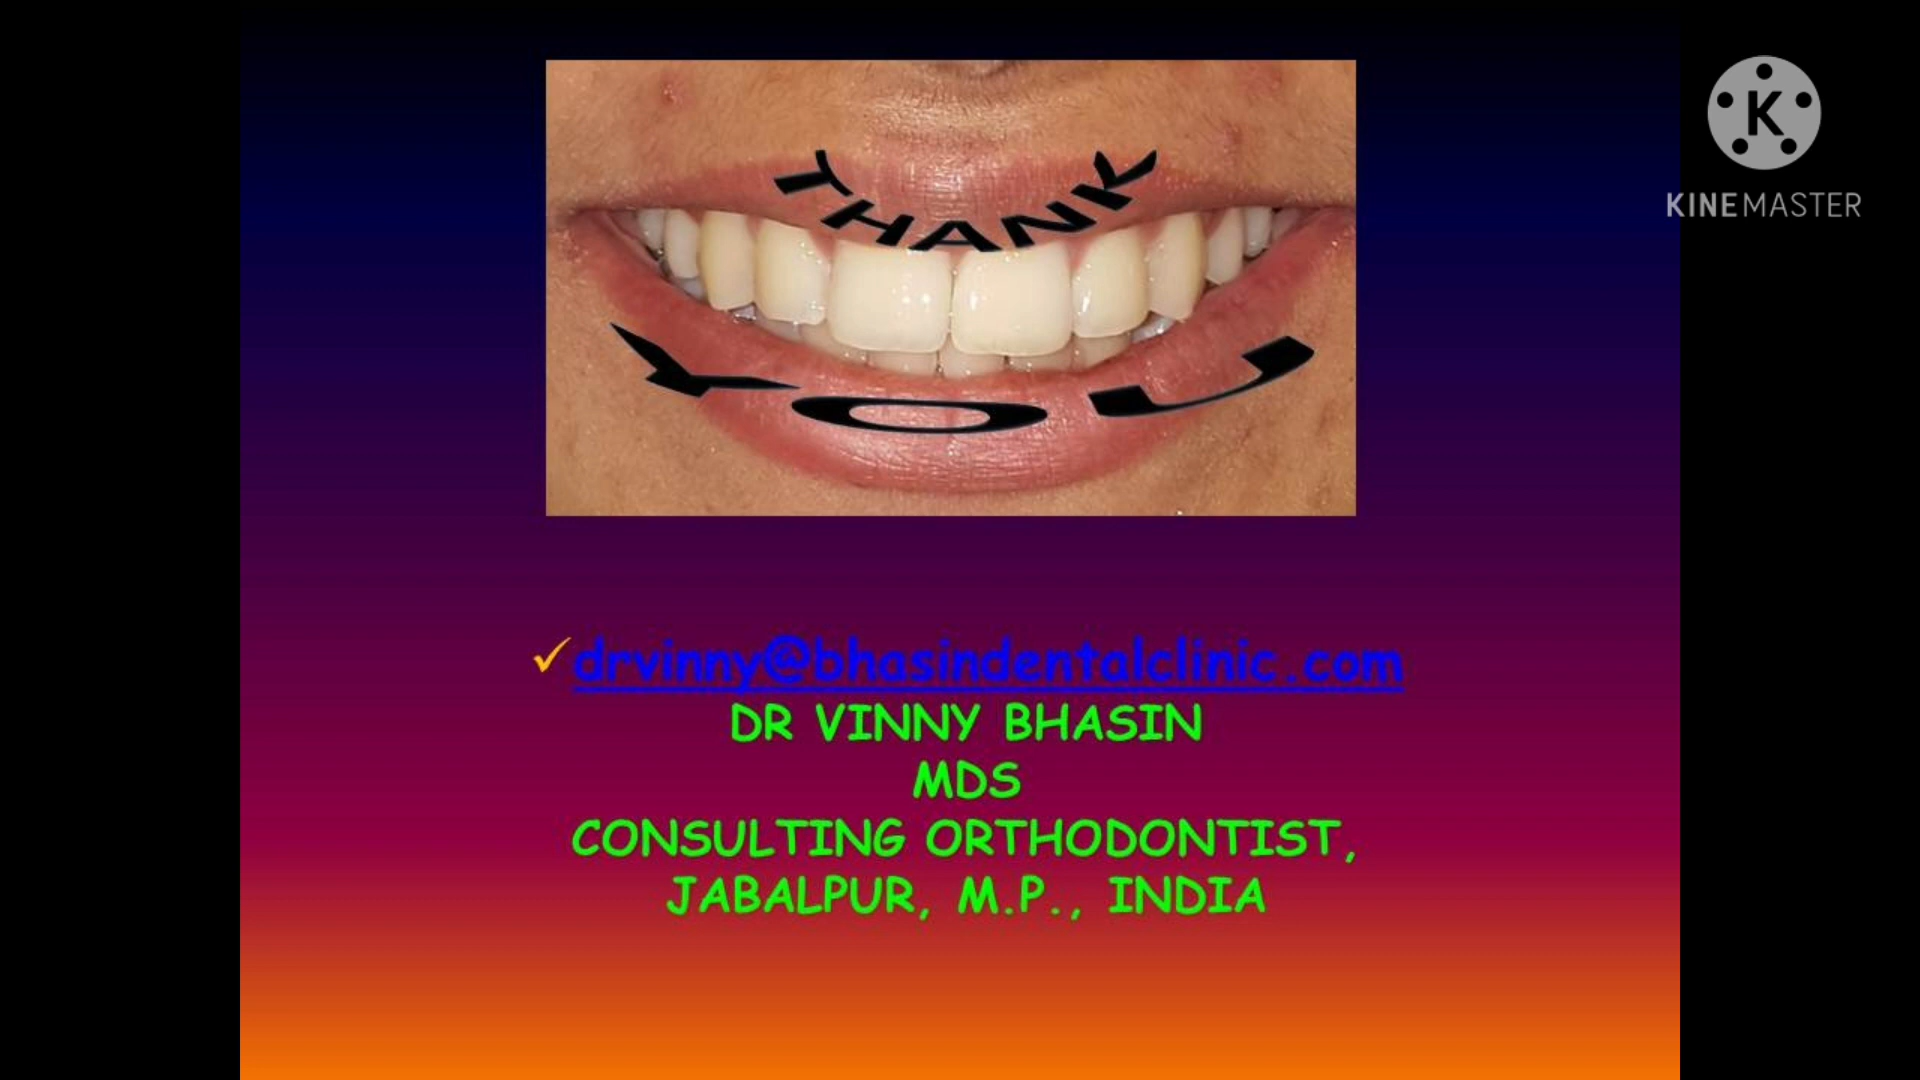 THANK
YOU
K
KINEMASTER
✓drvinny@bhasindentalclinic.com
DR VINNY BHASIN
MDS
CONSULTING ORTHODONTIST,
JABALPUR, M.P., INDIA